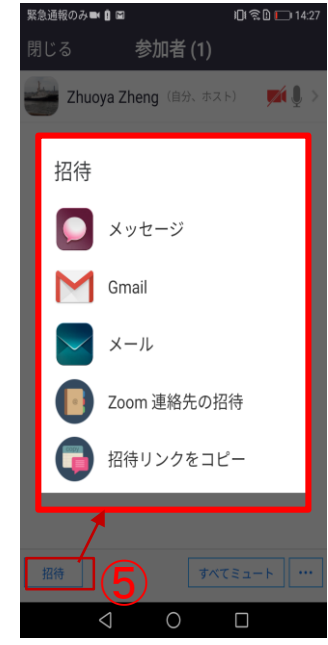 緊急通報のみ 14:27
閉じる 参加者 (1)
Zhuoya Zheng (自分、ホスト)
招待
メッセージ
Gmail
メール
Zoom 連絡先の招待
招待リンクをコピー
招待 ⑤ すべてミュート ...